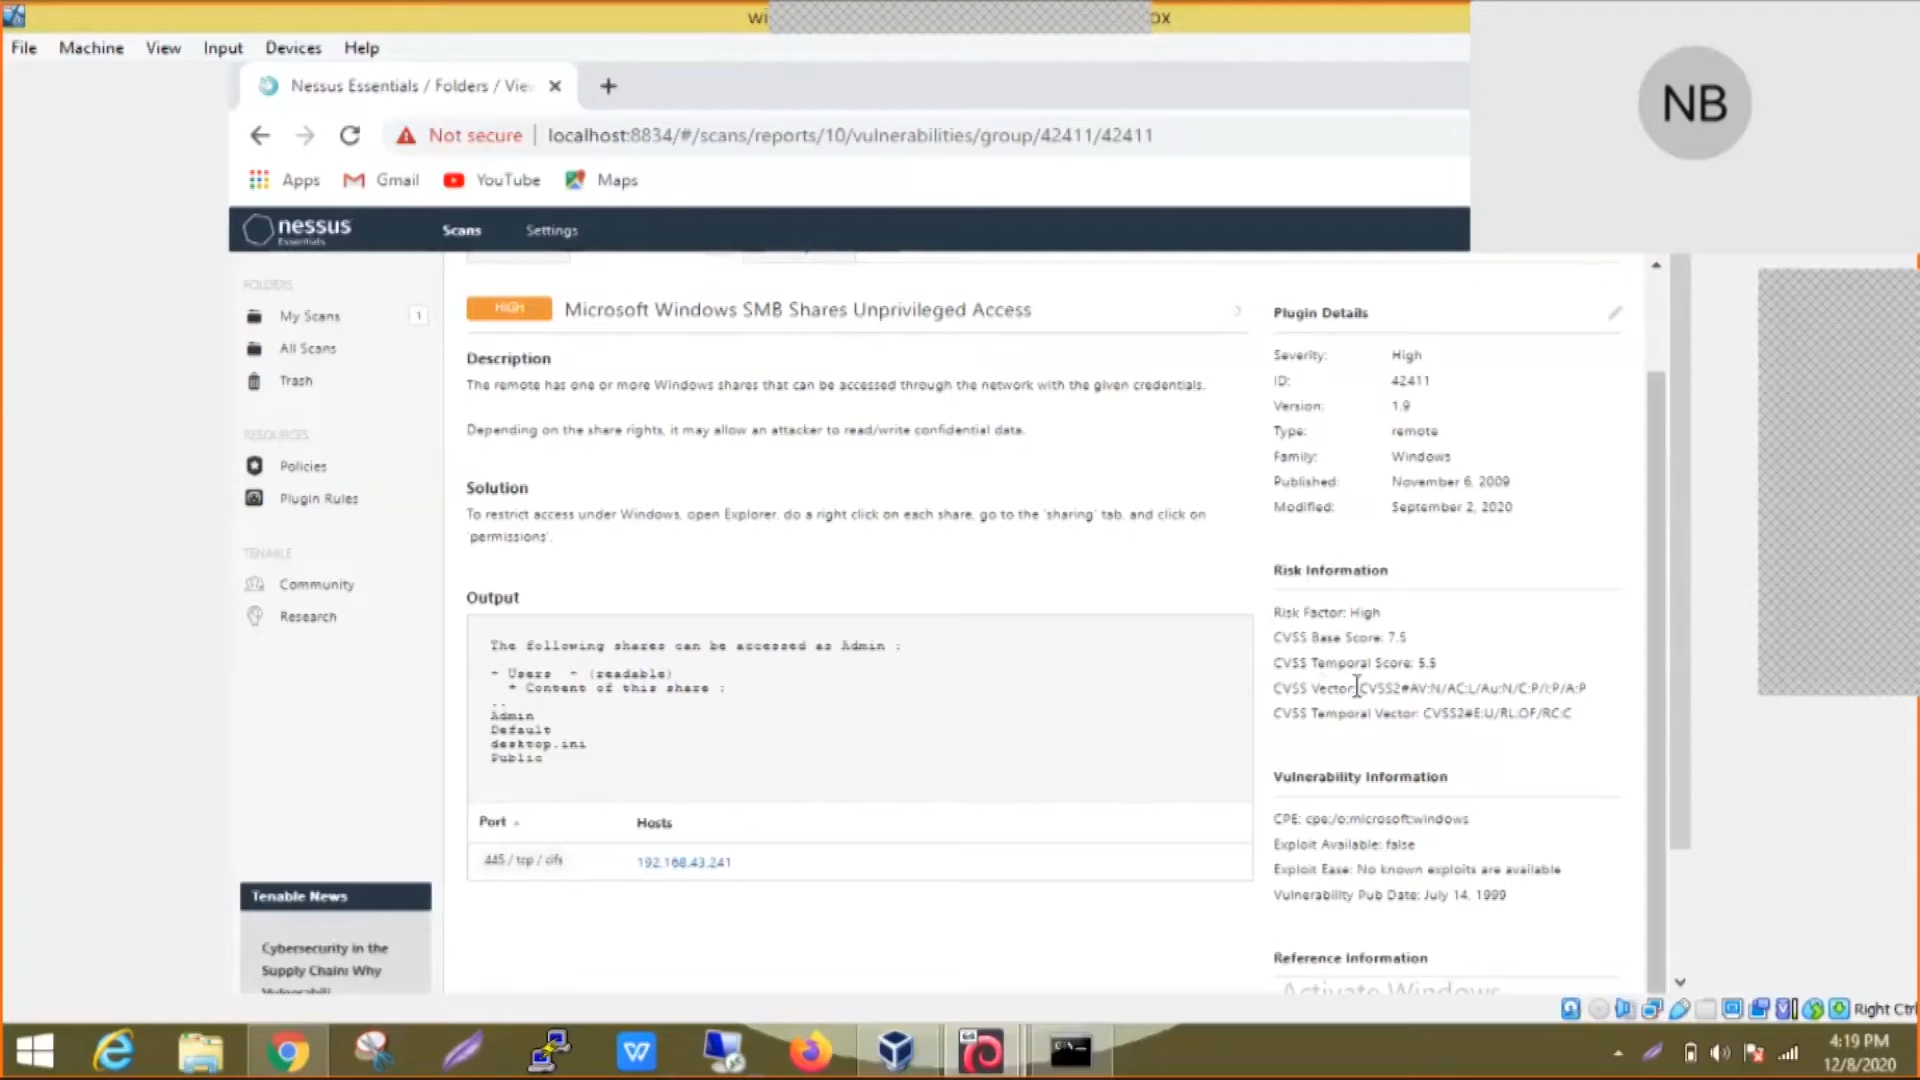 wi
ox
File Machine View Input Devices Help
Nessus Essentials / Folders / Vie
Not secure | localhost:8834/#/scans/reports/10/vulnerabilities/group/42411/42411
Apps Gmail YouTube Maps
NB
nessus
Essentials
Scans Settings
FOLDERS
My Scans 1
All Scans
Trash
RESOURCES
Policies
Plugin Rules
TENABLE
Community
Research
Tenable News
Cybersecurity in the
Supply Chain: Why
Vulnerabili
HIGH Microsoft Windows SMB Shares Unprivileged Access
Description
The remote has one or more Windows shares that can be accessed through the network with the given credentials.
Depending on the share rights, it may allow an attacker to read/write confidential data.
Solution
To restrict access under Windows, open Explorer, do a right click on each share, go to the 'sharing' tab, and click on
'permissions'.
Output
The following shares can be accessed as Admin :
- Users - (readable)
+ Content of this share :
..
Admin
Default
desktop.ini
Public
Port Hosts
445 / tcp / cifs 192.168.43.241
Plugin Details
Severity: High
ID: 42411
Version: 1.9
Type: remote
Family: Windows
Published: November 6, 2009
Modified: September 2, 2020
Risk Information
Risk Factor: High
CVSS Base Score: 7.5
CVSS Temporal Score: 5.5
CVSS Vector: CVSS2#AV:N/AC:L/Au:N/C:P/I:P/A:P
CVSS Temporal Vector: CVSS2#E:U/RL:OF/RC:C
Vulnerability Information
CPE: cpe:/o:microsoft:windows
Exploit Available: false
Exploit Ease: No known exploits are available
Vulnerability Pub Date: July 14, 1999
Reference Information
Activate Windows
Right Ctrl
4:19 PM
12/8/2020